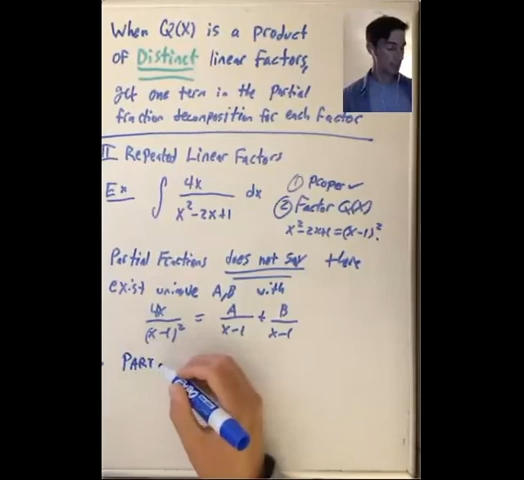 When Q(X) is a product
of Distinct linear Factors,
get one term in the Partial
fraction decomposition for each Factor
II Repeated Linear Factors
Ex ∫ 4x / (x²-2x+1) dx
① Proper ✓
② Factor Q(X)
x²-2x+1 = (x-1)².
Partial Fractions does not say there
exist unique A,B with
4x / (x-1)² = A / (x-1) + B / (x-1)
PART